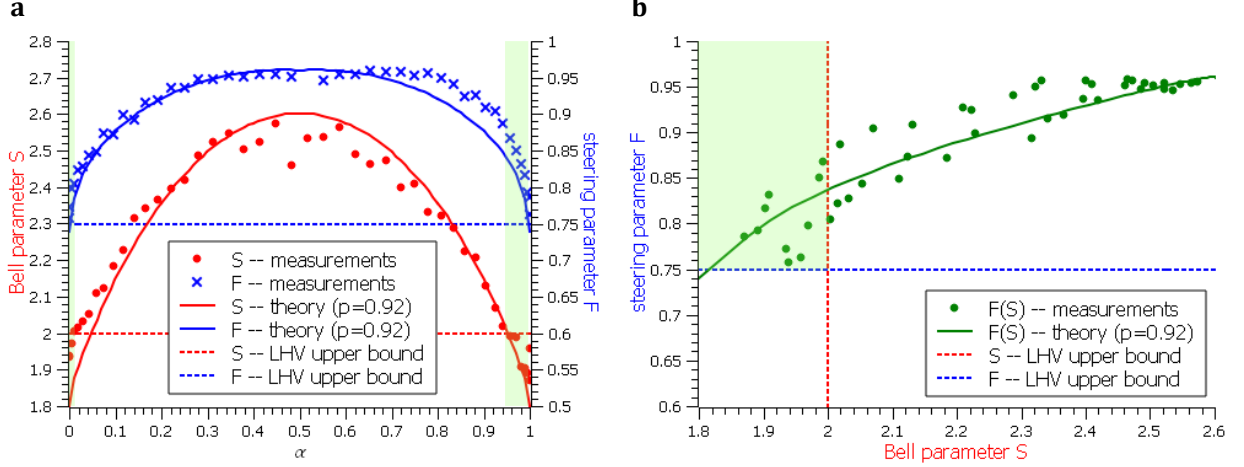 a
2.8
2.7
2.6
2.5
2.4
2.3
2.2
2.1
2
1.9
1.8
Bell parameter S
1
0.95
0.9
0.85
0.8
0.75
0.7
0.65
0.6
0.55
0.5
steering parameter F
S -- measurements
F -- measurements
S -- theory (p=0.92)
F -- theory (p=0.92)
S -- LHV upper bound
F -- LHV upper bound
0 0.1 0.2 0.3 0.4 0.5 0.6 0.7 0.8 0.9 1
α
b
1
0.95
0.9
0.85
0.8
0.75
0.7
0.65
0.6
steering parameter F
F(S) -- measurements
F(S) -- theory (p=0.92)
S -- LHV upper bound
F -- LHV upper bound
1.8 1.9 2 2.1 2.2 2.3 2.4 2.5 2.6
Bell parameter S